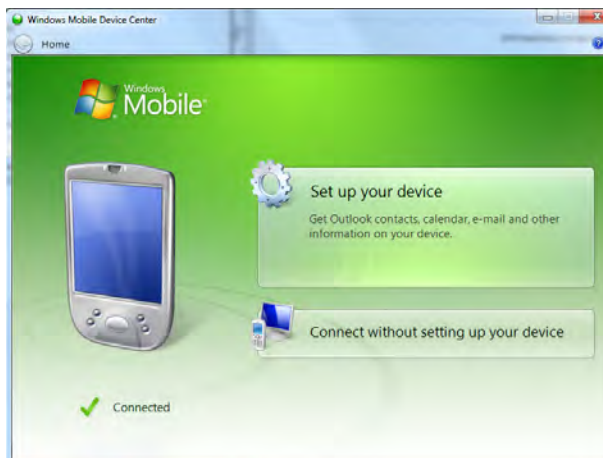 Windows Mobile Device Center
Home
Windows
Mobile
Set up your device
Get Outlook contacts, calendar, e-mail and other
information on your device.
Connect without setting up your device
Connected